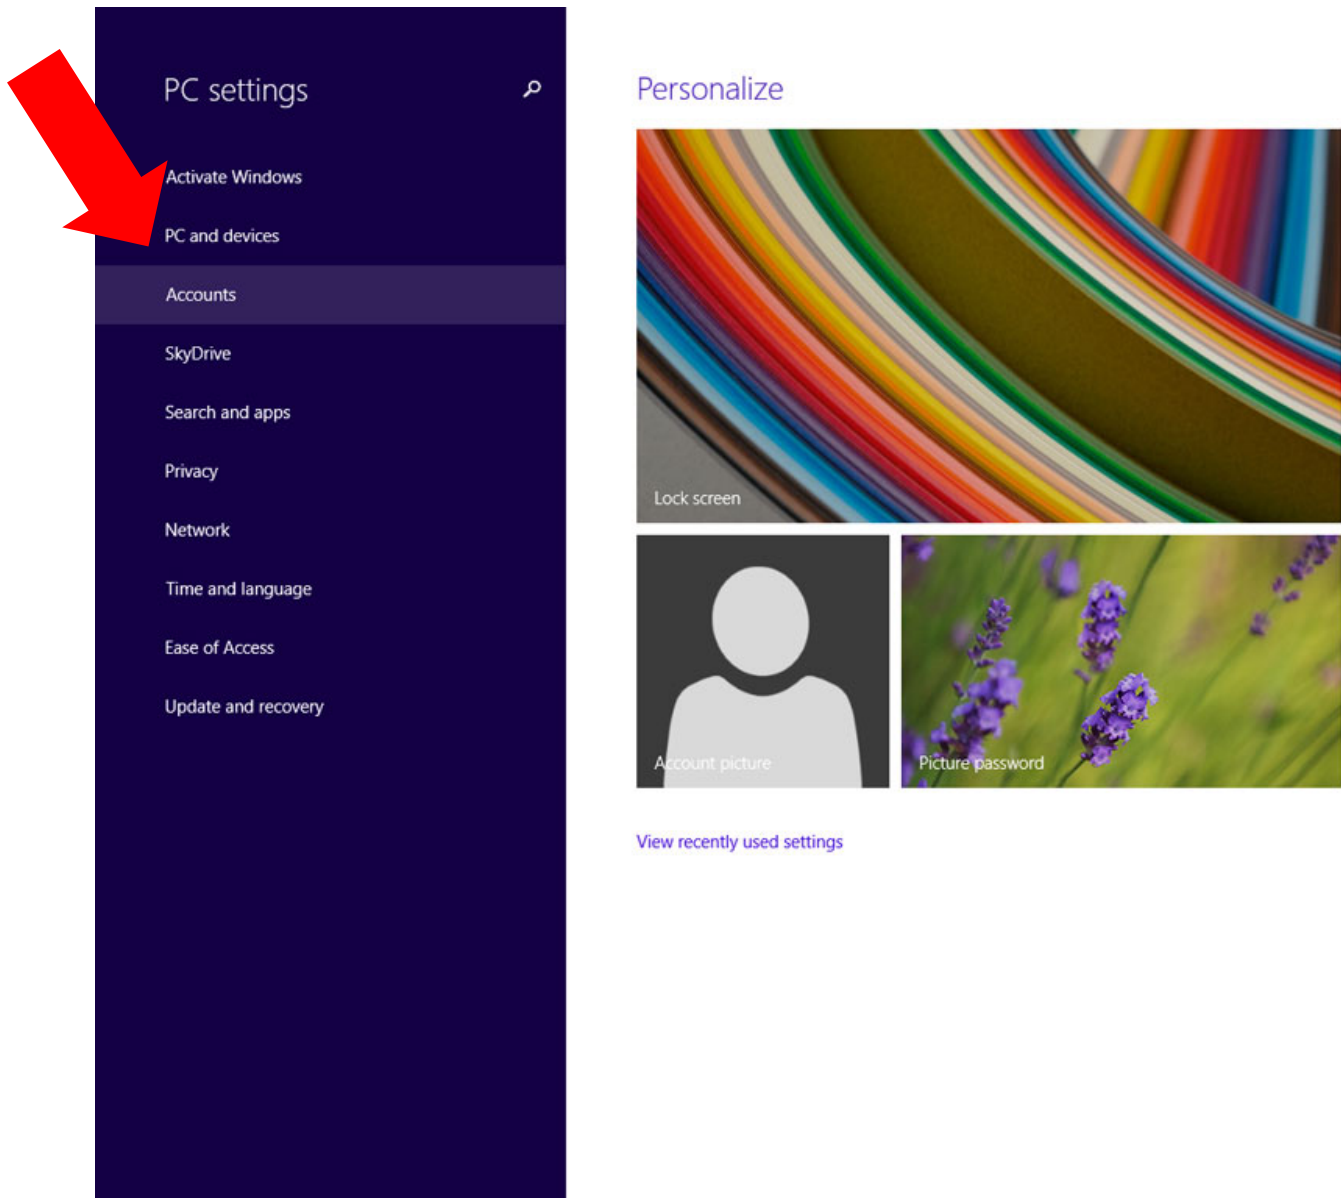 PC settings
Activate Windows
PC and devices
Accounts
SkyDrive
Search and apps
Privacy
Network
Time and language
Ease of Access
Update and recovery
Personalize
Lock screen
Account picture
Picture password
View recently used settings